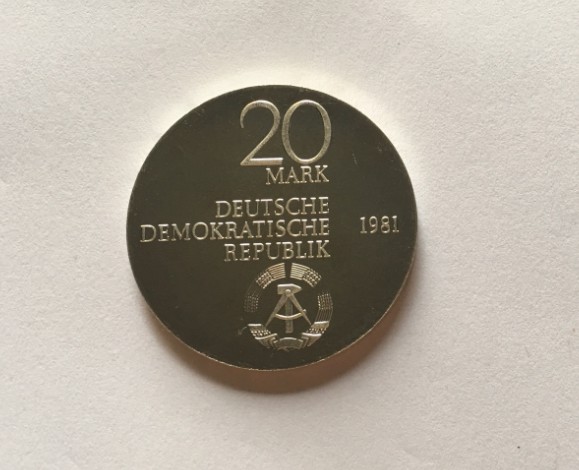 20
MARK
DEUTSCHE
DEMOKRATISCHE
REPUBLIK
1981